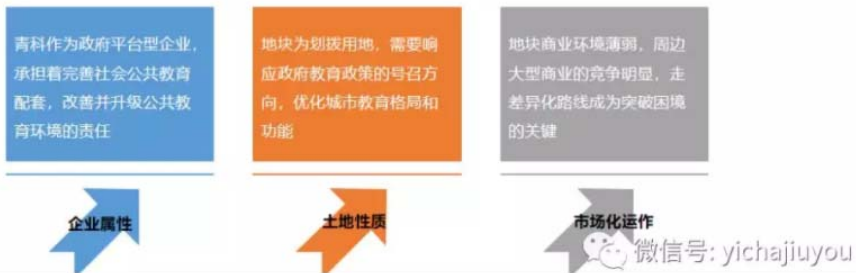 青科作为政府平台型企业，
承担着完善社会公共教育
配套，改善并升级公共教
育环境的责任
地块为划拨用地，需要响
应政府教育政策的号召方
向，优化城市教育格局和
功能
地块商业环境薄弱，周边
大型商业的竞争明显，走
差异化路线成为突破困境
的关键
企业属性
土地性质
市场化运作
微信号: yichajiuyou